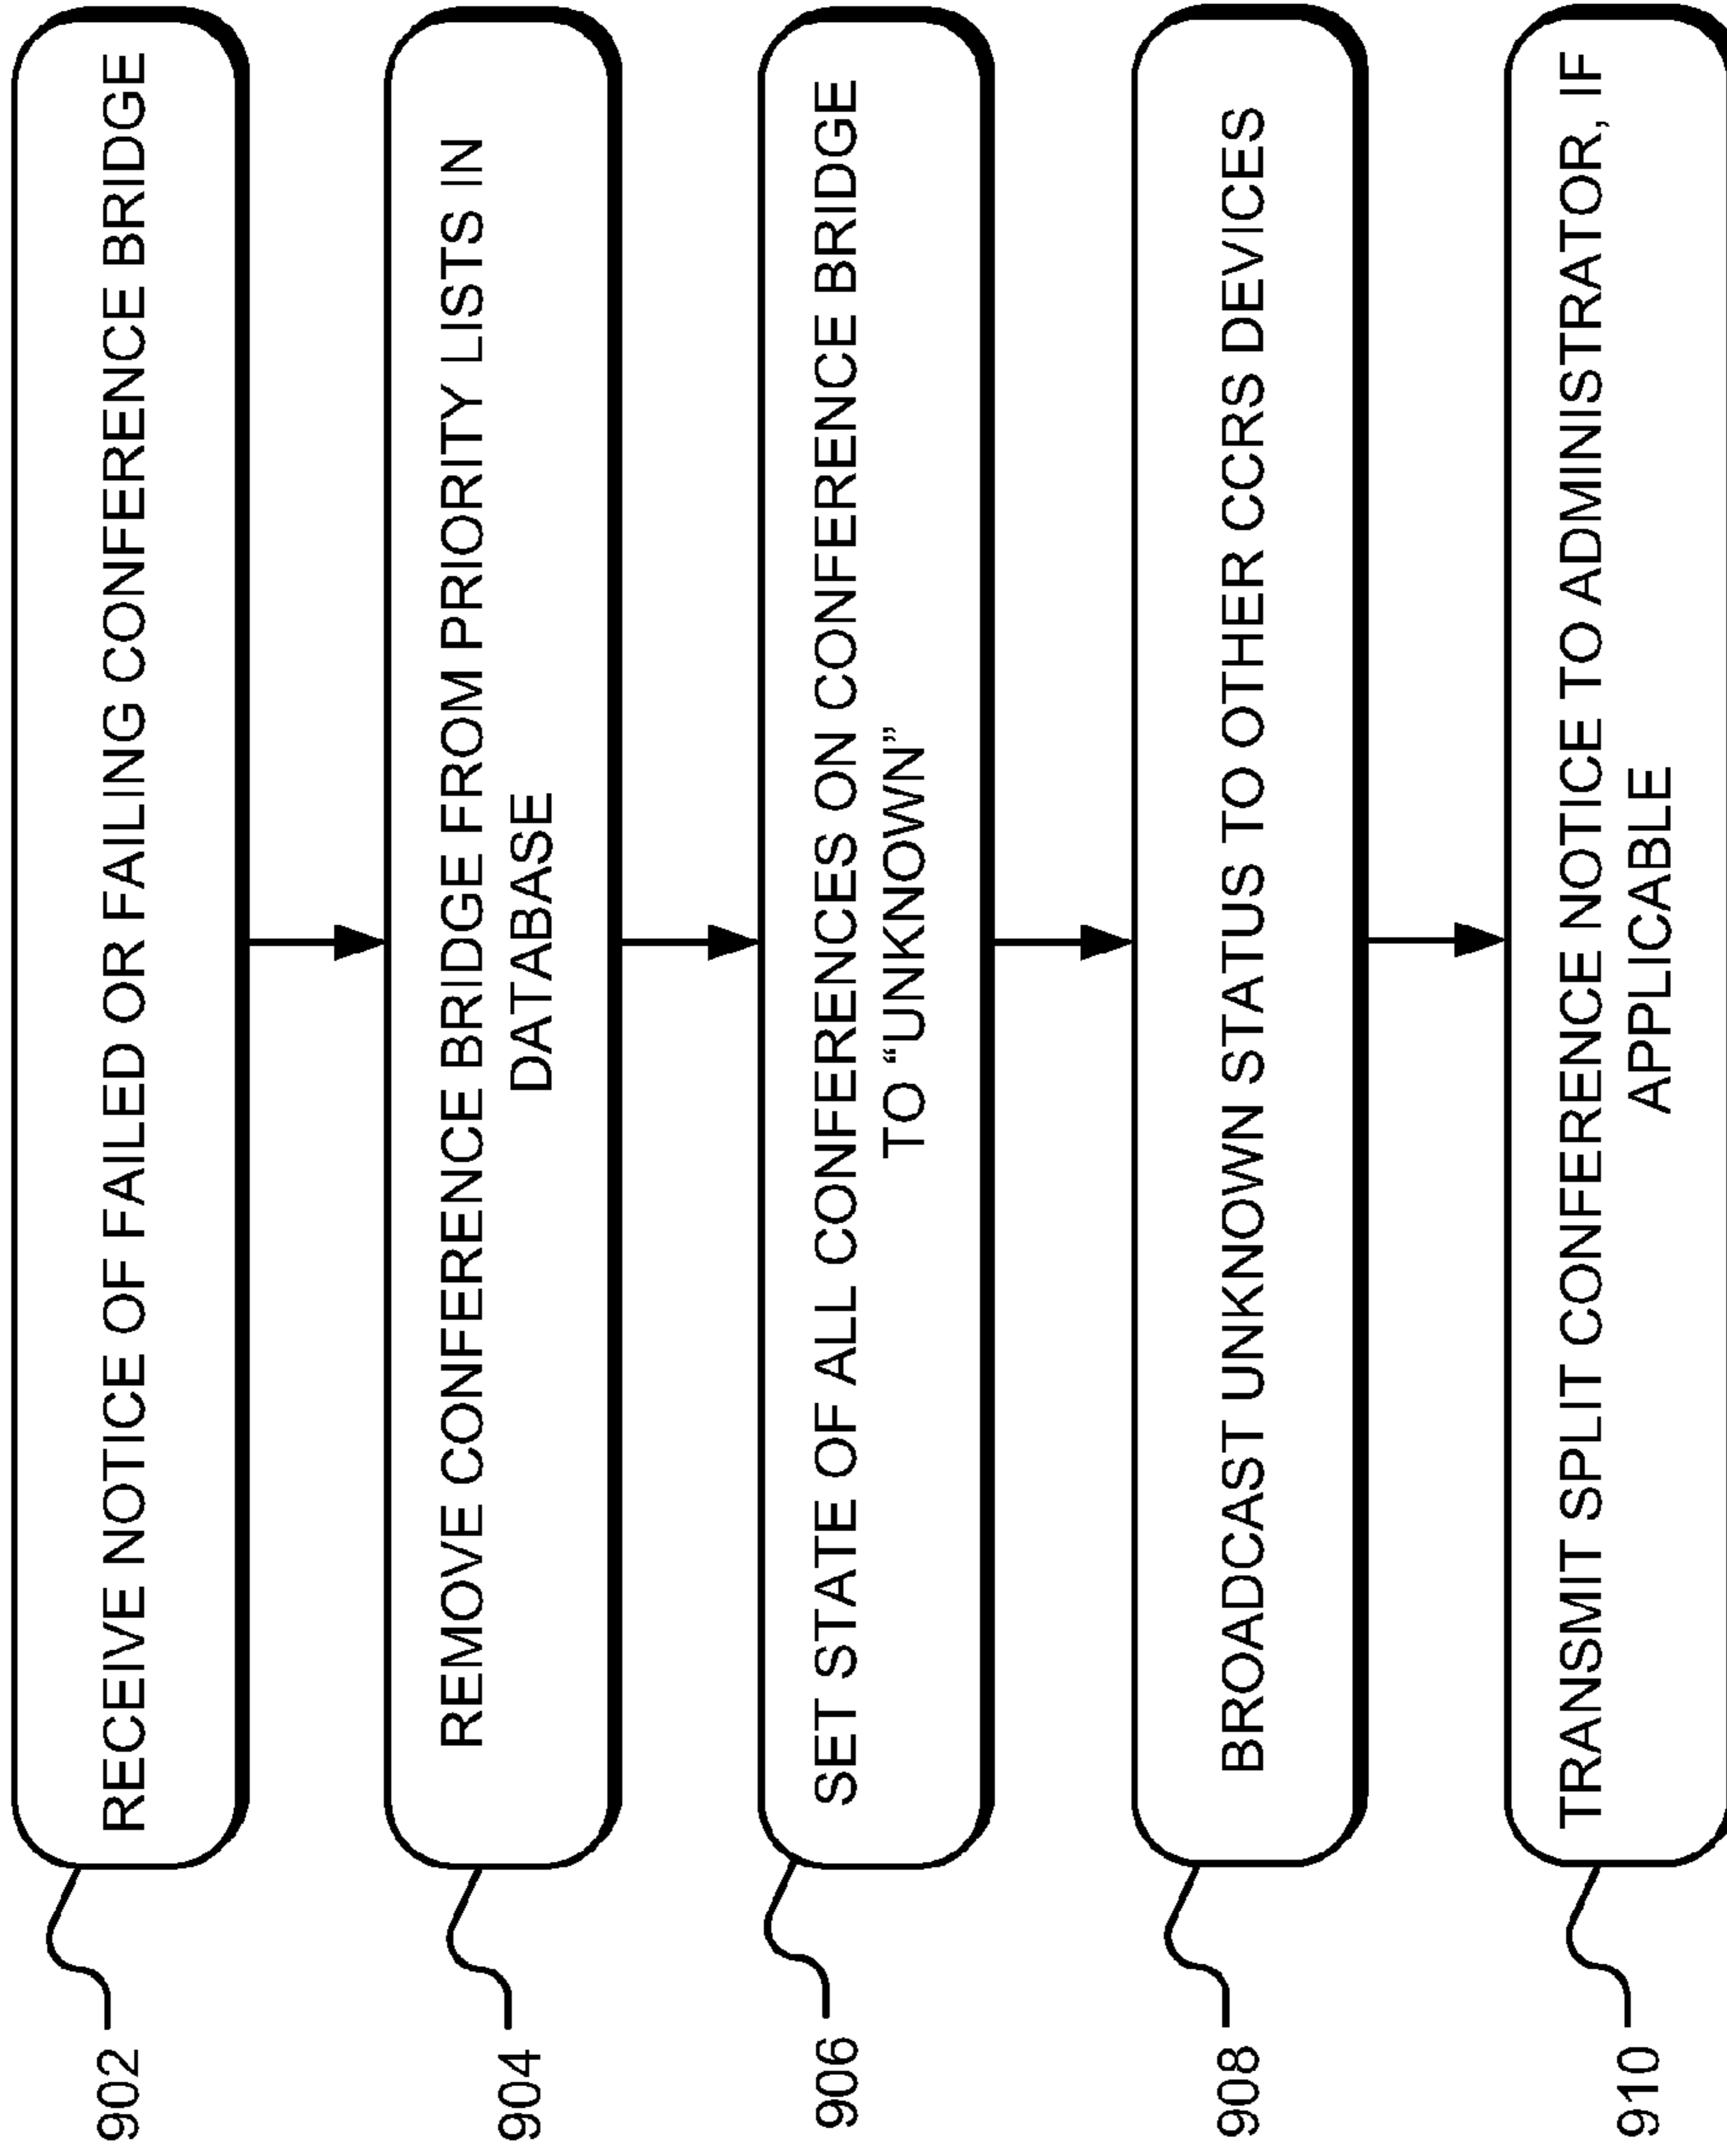 902
RECEIVE NOTICE OF FAILED OR FAILING CONFERENCE BRIDGE
904
REMOVE CONFERENCE BRIDGE FROM PRIORITY LISTS IN
DATABASE
906
SET STATE OF ALL CONFERENCES ON CONFERENCE BRIDGE
TO “UNKNOWN”
908
BROADCAST UNKNOWN STATUS TO OTHER CCRS DEVICES
910
TRANSMIT SPLIT CONFERENCE NOTICE TO ADMINISTRATOR, IF
APPLICABLE